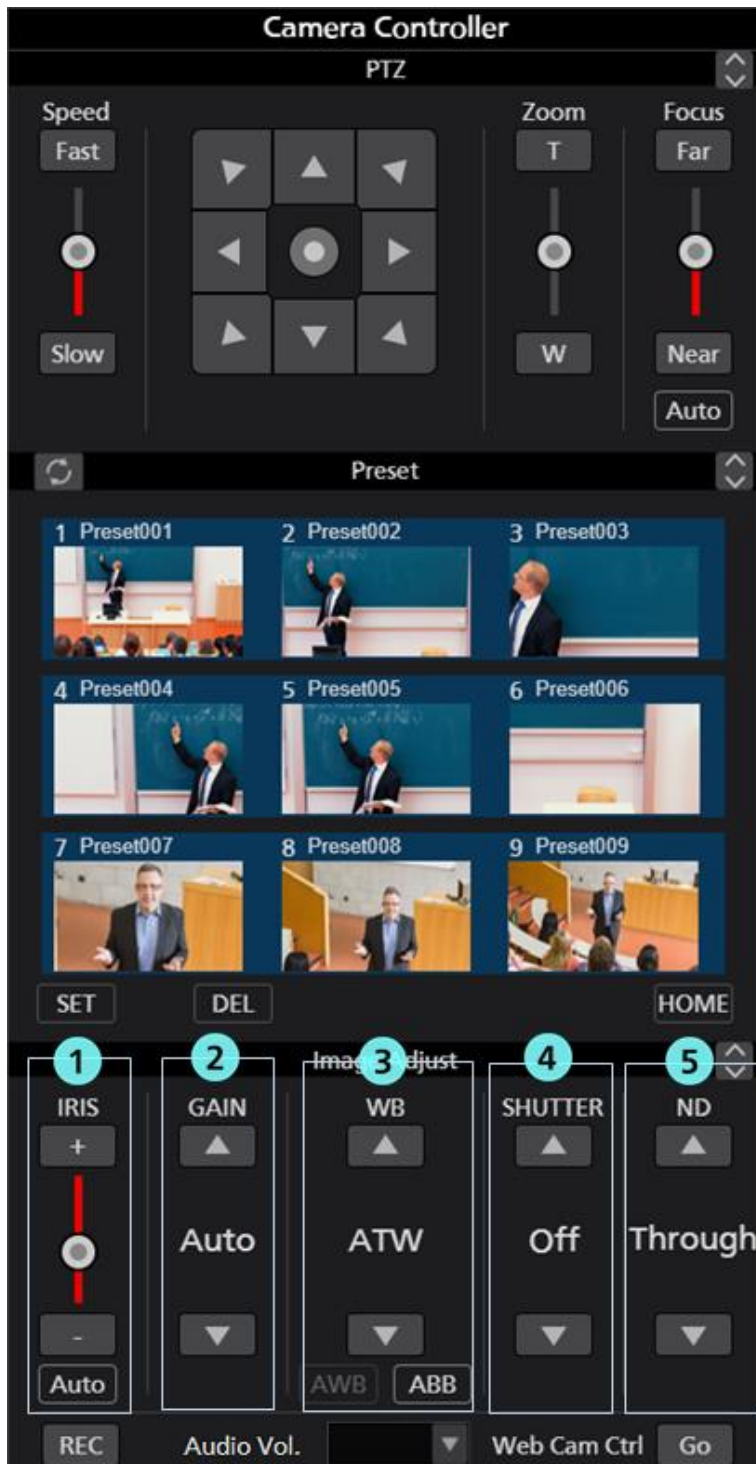 Camera Controller
PTZ
Speed Zoom Focus
Fast T Far
Slow W Near
Auto
Preset
1 Preset001 2 Preset002 3 Preset003
4 Preset004 5 Preset005 6 Preset006
7 Preset007 8 Preset008 9 Preset009
SET DEL HOME
1 2 3 4 5
IRIS GAIN WB SHUTTER ND
+
Auto ATW Off Through
-
Auto AWB ABB
REC Audio Vol. Web Cam Ctrl Go